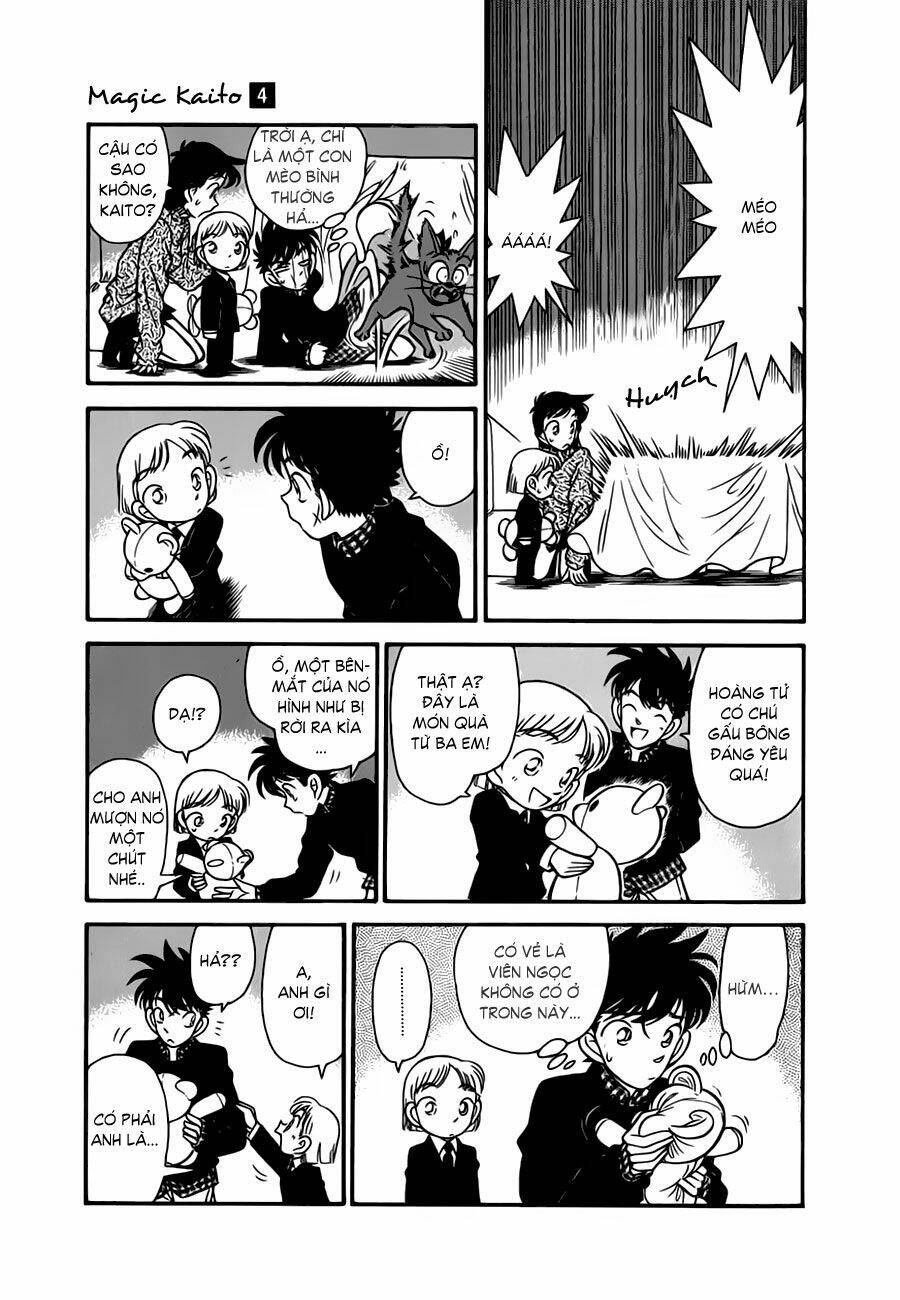 Magic Kaito 4
MÉO
MÉO
ÁÁÁÁ!
Huych
TRỜI Ạ, CHỈ
LÀ MỘT CON
MÈO BÌNH
THƯỜNG
HẢ...
CẬU CÓ
SAO
KHÔNG,
KAITO?
Ồ!
HOÀNG TỬ
CÓ CHÚ
GẤU BÔNG
ĐÁNG YÊU
QUÁ!
THẬT Ạ?
ĐÂY LÀ
MÓN QUÀ
TỪ BA EM!
Ồ, MỘT BÊN-
MẮT CỦA NÓ
HÌNH NHƯ BỊ
RỜI RA KÌA
...
DẠ!?
CHO ANH
MƯỢN NÓ
MỘT
CHÚT
NHÉ..
HỪM...
CÓ VẺ LÀ
VIÊN NGỌC
KHÔNG CÓ Ở
TRONG NÀY...
.........
A,
ANH GÌ
ƠI!
HẢ??
CÓ PHẢI
ANH LÀ...